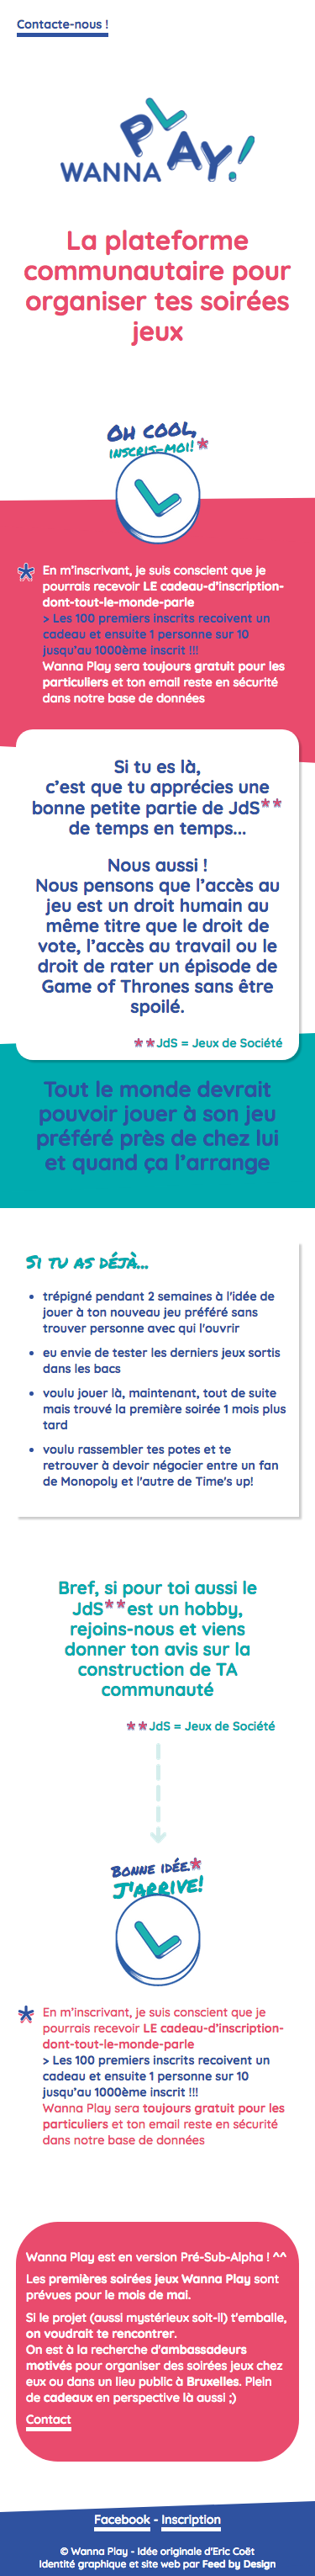 Contacte-nous !
WANNA PLAY!
La plateforme
communautaire pour
organiser tes soirées
jeux
OH COOL,
INSCRIS-MOI!*
* En m'inscrivant, je suis conscient que je
pourrais recevoir LE cadeau-d'inscription-
dont-tout-le-monde-parle
> Les 100 premiers inscrits recoivent un
cadeau et ensuite 1 personne sur 10
jusqu'au 1000ème inscrit !!!
Wanna Play sera toujours gratuit pour les
particuliers et ton email reste en sécurité
dans notre base de données
Si tu es là,
c'est que tu apprécies une
bonne petite partie de JdS**
de temps en temps...
Nous aussi !
Nous pensons que l'accès au
jeu est un droit humain au
même titre que le droit de
vote, l'accès au travail ou le
droit de rater un épisode de
Game of Thrones sans être
spoilé.
**JdS = Jeux de Société
Tout le monde devrait
pouvoir jouer à son jeu
préféré près de chez lui
et quand ça l'arrange
SI TU AS DÉJÀ...
• trépigné pendant 2 semaines à l'idée de
jouer à ton nouveau jeu préféré sans
trouver personne avec qui l'ouvrir
• eu envie de tester les derniers jeux sortis
dans les bacs
• voulu jouer là, maintenant, tout de suite
mais trouvé la première soirée 1 mois plus
tard
• voulu rassembler tes potes et te
retrouver à devoir négocier entre un fan
de Monopoly et l'autre de Time's up!
Bref, si pour toi aussi le
JdS**est un hobby,
rejoins-nous et viens
donner ton avis sur la
construction de TA
communauté
**JdS = Jeux de Société
BONNE IDÉE.*
J'ARRIVE!
* En m'inscrivant, je suis conscient que je
pourrais recevoir LE cadeau-d'inscription-
dont-tout-le-monde-parle
> Les 100 premiers inscrits recoivent un
cadeau et ensuite 1 personne sur 10
jusqu'au 1000ème inscrit !!!
Wanna Play sera toujours gratuit pour les
particuliers et ton email reste en sécurité
dans notre base de données
Wanna Play est en version Pré-Sub-Alpha ! ^^
Les premières soirées jeux Wanna Play sont
prévues pour le mois de mai.
Si le projet (aussi mystérieux soit-il) t'emballe,
on voudrait te rencontrer.
On est à la recherche d'ambassadeurs
motivés pour organiser des soirées jeux chez
eux ou dans un lieu public à Bruxelles. Plein
de cadeaux en perspective là aussi ;)
Contact
Facebook - Inscription
© Wanna Play - Idée originale d'Eric Coët
Identité graphique et site web par Feed by Design